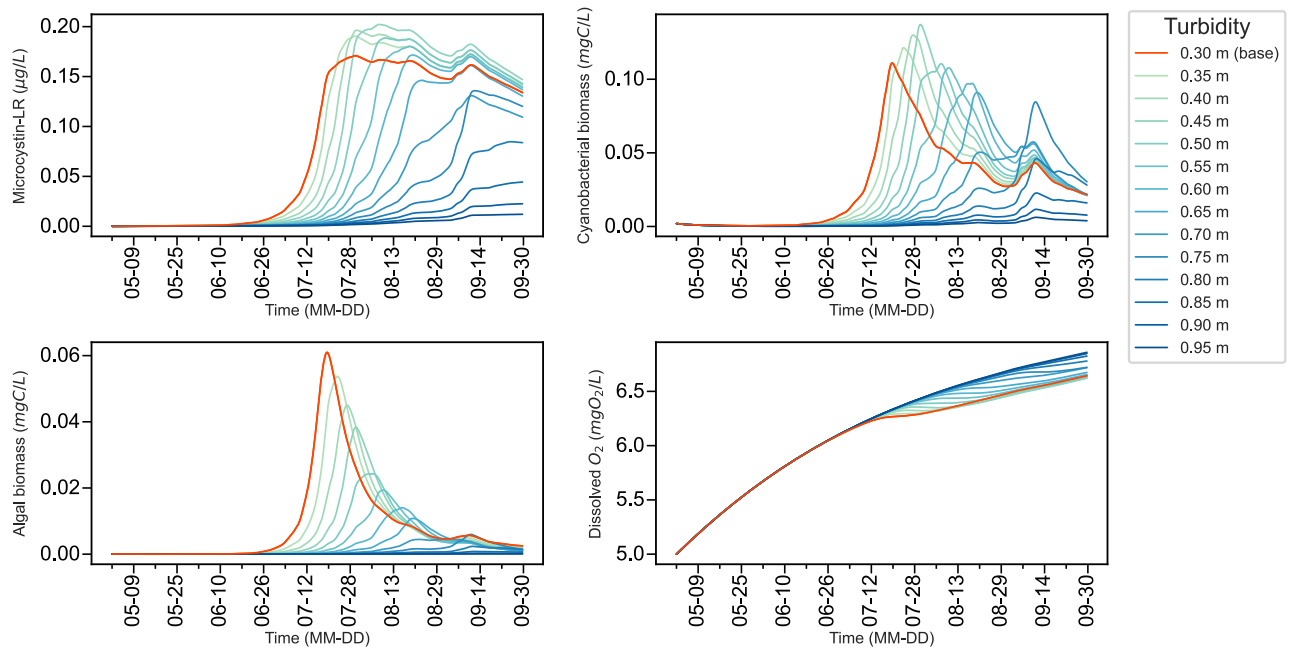 Microcystin-LR (μg/L)
0.20
0.15
0.10
0.05
0.00
05-09
05-25
06-10
06-26
07-12
07-28
08-13
08-29
09-14
09-30
Time (MM-DD)
Cyanobacterial biomass (mgC/L)
0.10
0.05
0.00
05-09
05-25
06-10
06-26
07-12
07-28
08-13
08-29
09-14
09-30
Time (MM-DD)
Turbidity
0.30 m (base)
0.35 m
0.40 m
0.45 m
0.50 m
0.55 m
0.60 m
0.65 m
0.70 m
0.75 m
0.80 m
0.85 m
0.90 m
0.95 m
Algal biomass (mgC/L)
0.06
0.04
0.02
0.00
05-09
05-25
06-10
06-26
07-12
07-28
08-13
08-29
09-14
09-30
Time (MM-DD)
Dissolved O₂ (mgO₂/L)
6.5
6.0
5.5
5.0
05-09
05-25
06-10
06-26
07-12
07-28
08-13
08-29
09-14
09-30
Time (MM-DD)